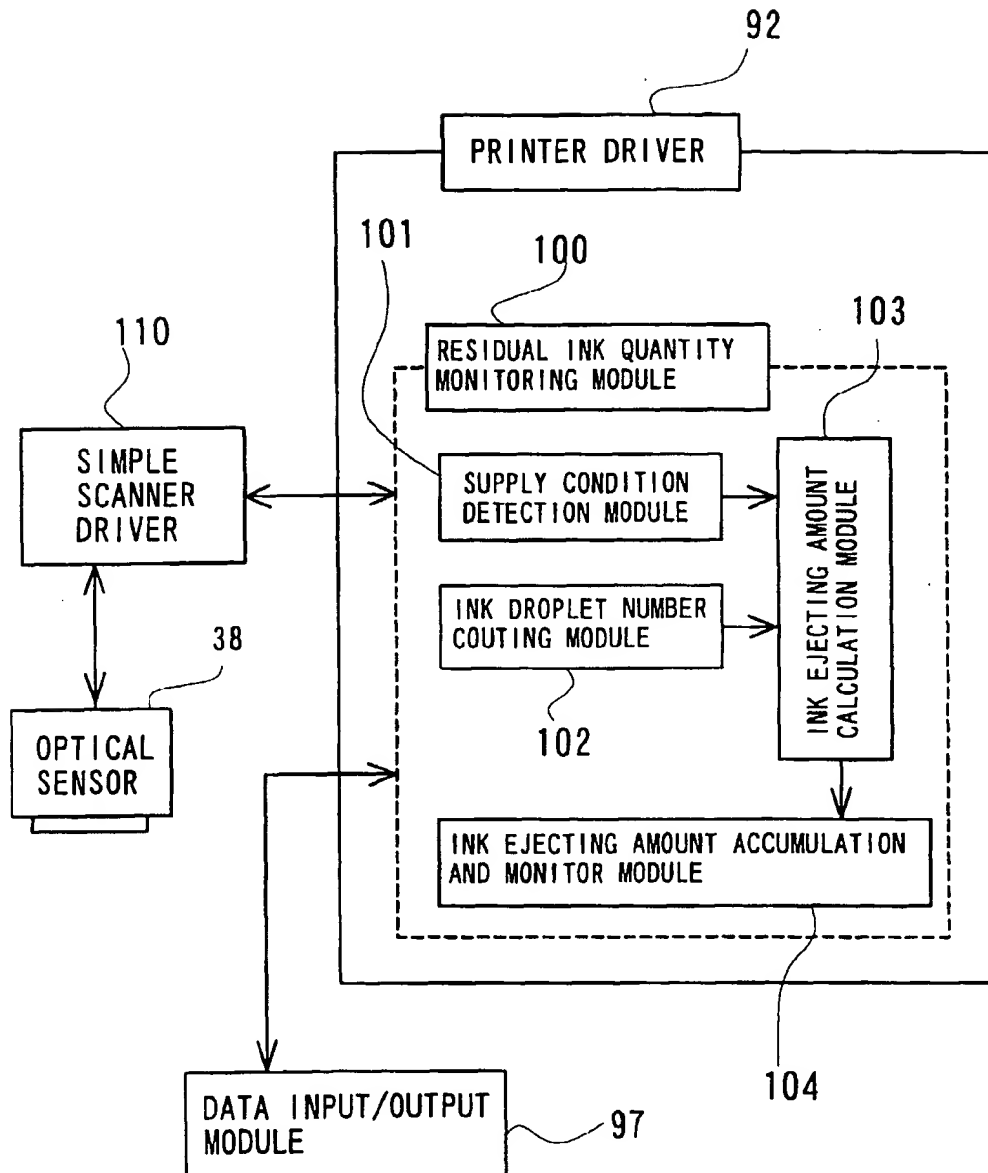 92
PRINTER DRIVER
101
100
103
RESIDUAL INK QUANTITY
MONITORING MODULE
110
SIMPLE
SCANNER
DRIVER
SUPPLY CONDITION
DETECTION MODULE
INK EJECTING AMOUNT
CALCULATION MODULE
INK DROPLET NUMBER
COUTING MODULE
38
102
OPTICAL
SENSOR
INK EJECTING AMOUNT ACCUMULATION
AND MONITOR MODULE
104
DATA INPUT/OUTPUT
MODULE
97